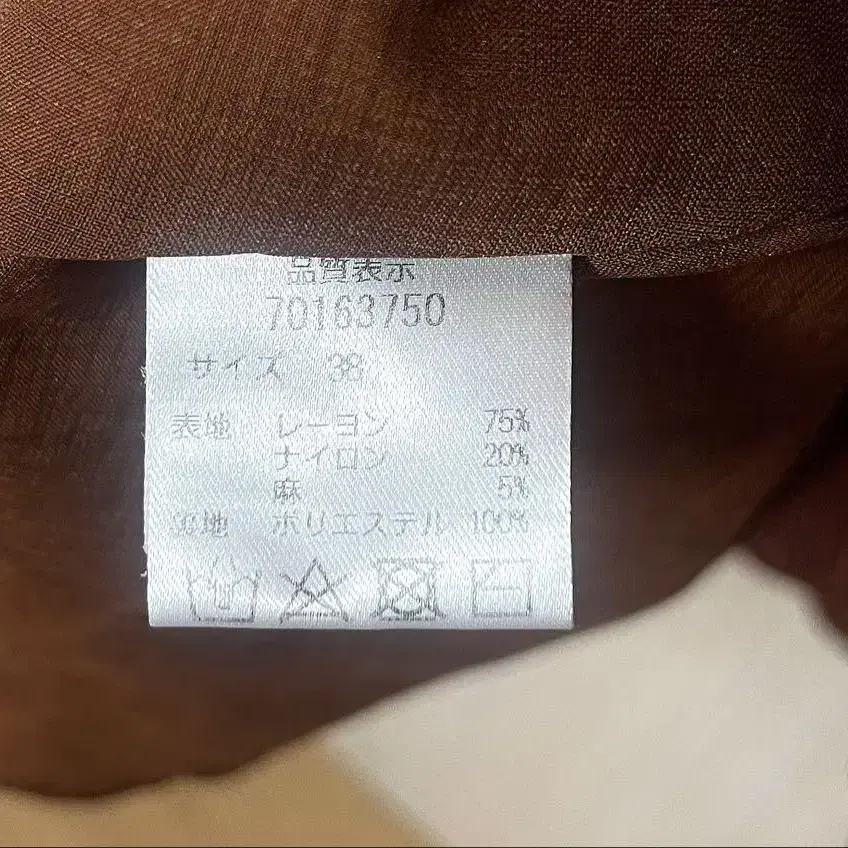 品質表示
70163750
サイズ 38
表地 レーヨン 75%
ナイロン 20%
麻 5%
裏地 ポリエステル 100%